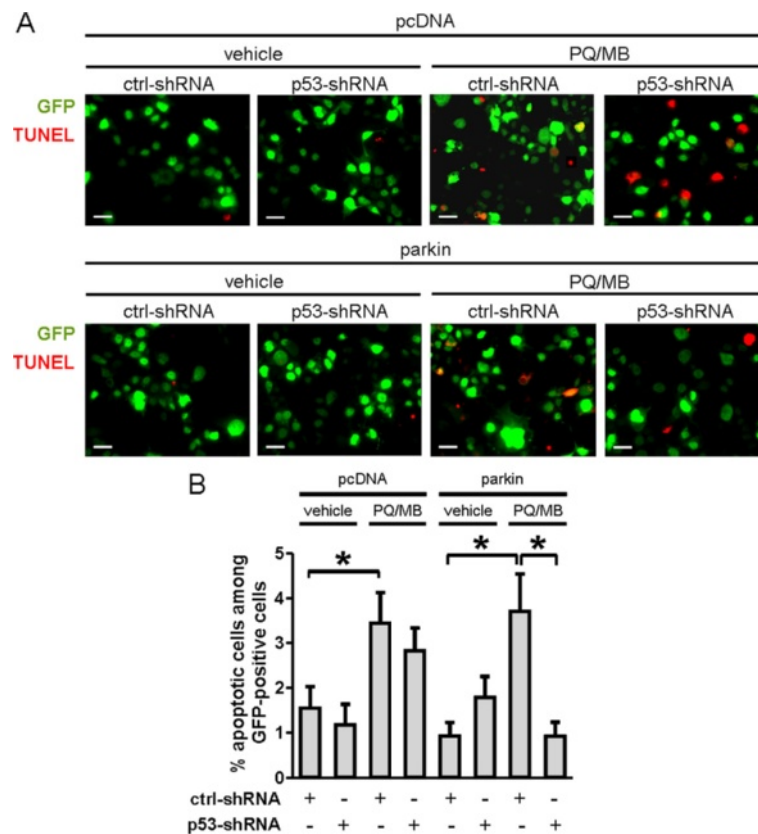 A
pcDNA
vehicle PQ/MB
ctrl-shRNA p53-shRNA ctrl-shRNA p53-shRNA
GFP
TUNEL
parkin
vehicle PQ/MB
ctrl-shRNA p53-shRNA ctrl-shRNA p53-shRNA
GFP
TUNEL
B
pcDNA parkin
vehicle PQ/MB vehicle PQ/MB
* * *
% apoptotic cells among
GFP-positive cells
5
4
3
2
1
0
ctrl-shRNA + - + - + - + -
p53-shRNA - + - + - + - +